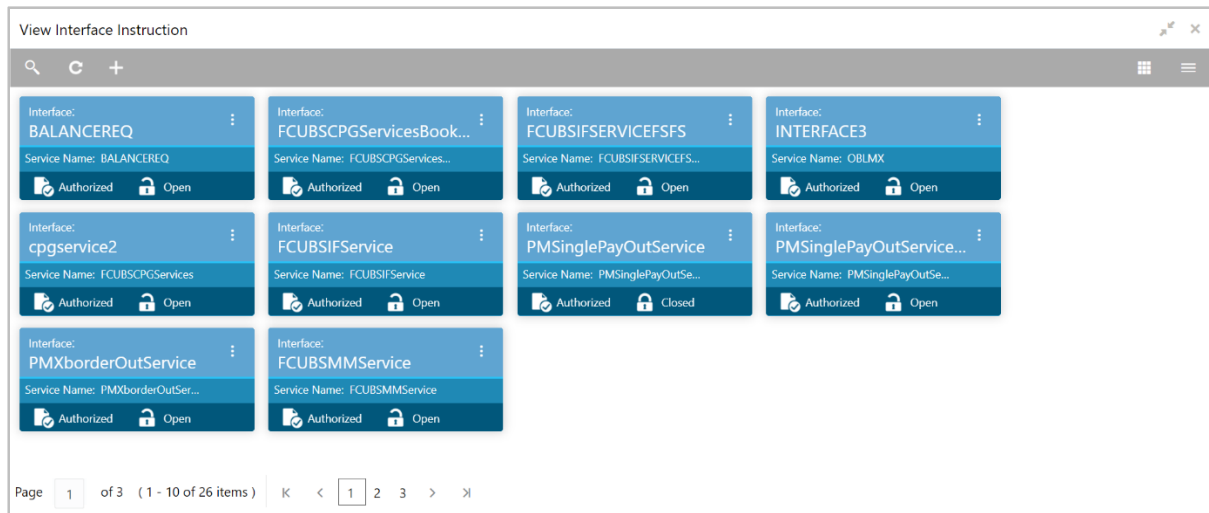 View Interface Instruction
Interface:
BALANCEREQ
Service Name: BALANCEREQ
Authorized Open
Interface:
FCUBSCPGServicesBook...
Service Name: FCUBSCPGServices...
Authorized Open
Interface:
FCUBSIFSERVICEFSFS
Service Name: FCUBSIFSERVICEFS...
Authorized Open
Interface:
INTERFACE3
Service Name: OBLMX
Authorized Open
Interface:
cpgservice2
Service Name: FCUBSCPGServices
Authorized Open
Interface:
FCUBSIFService
Service Name: FCUBSIFService
Authorized Open
Interface:
PMSinglePayOutService
Service Name: PMSinglePayOutSe...
Authorized Closed
Interface:
PMSinglePayOutService...
Service Name: PMSinglePayOutSe...
Authorized Open
Interface:
PMXborderOutService
Service Name: PMXborderOutSer...
Authorized Open
Interface:
FCUBSMMService
Service Name: FCUBSMMService
Authorized Open
Page 1 of 3 ( 1 - 10 of 26 items ) 1 2 3